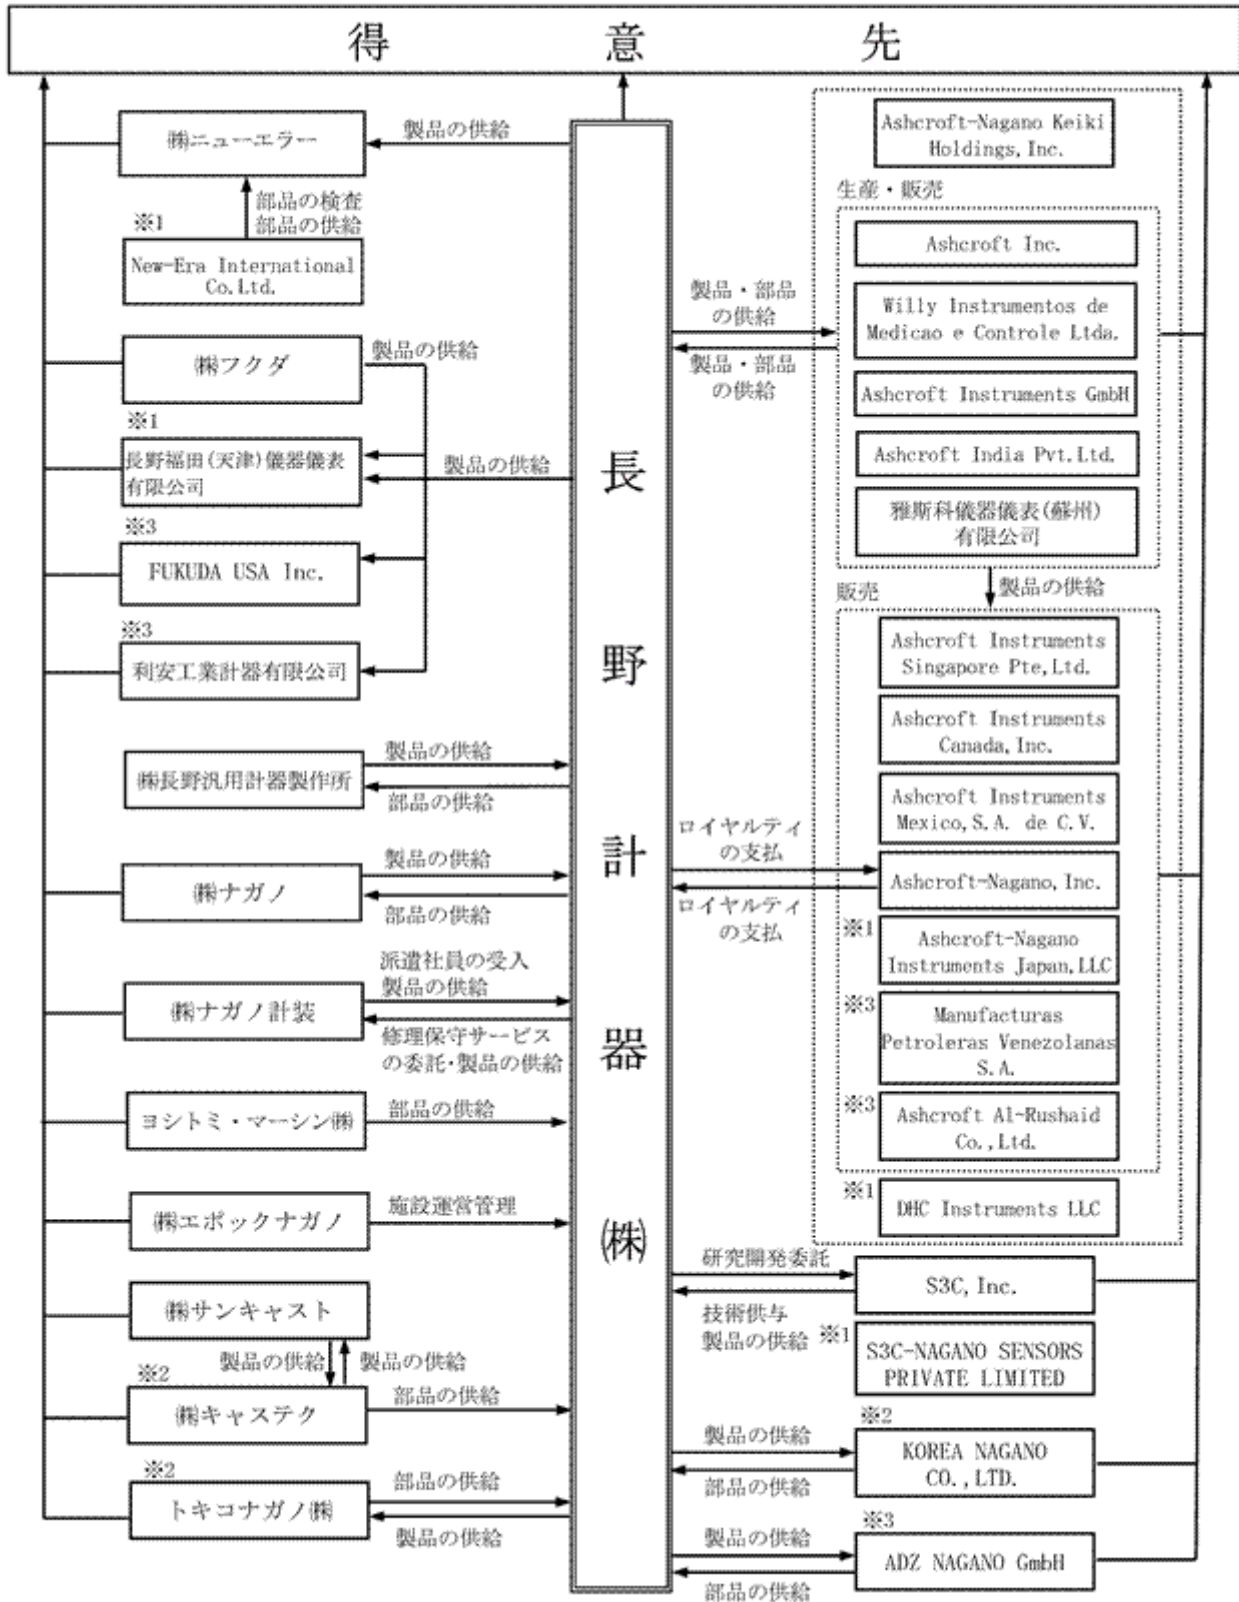 得意先
㈱ニューエラー
製品の供給
部品の検査
部品の供給
※1
New-Era International
Co.Ltd.
㈱フクダ
製品の供給
※1
長野福田(天津)儀器儀表
有限公司
製品の供給
※3
FUKUDA USA Inc.
※3
利安工業計器有限公司
㈱長野汎用計器製作所
製品の供給
部品の供給
㈱ナガノ
製品の供給
部品の供給
㈱ナガノ計装
派遣社員の受入
製品の供給
修理保守サービス
の委託・製品の供給
ヨシトミ・マーシン㈱
部品の供給
㈱エポックナガノ
施設運営管理
㈱サンキャスト
製品の供給
製品の供給
※2
㈱キャステク
部品の供給
※2
トキコナガノ㈱
部品の供給
製品の供給
長野計器㈱
Ashcroft-Nagano Keiki
Holdings,Inc.
生産・販売
Ashcroft Inc.
Willy Instrumentos de
Medicao e Controle Ltda.
Ashcroft Instruments GmbH
Ashcroft India Pvt.Ltd.
雅斯科儀器儀表(蘇州)
有限公司
製品・部品
の供給
製品・部品
の供給
製品の供給
販売
Ashcroft Instruments
Singapore Pte,Ltd.
Ashcroft Instruments
Canada,Inc.
Ashcroft Instruments
Mexico,S.A. de C.V.
ロイヤルティ
の支払
Ashcroft-Nagano,Inc.
ロイヤルティ
の支払
※1
Ashcroft-Nagano
Instruments Japan,LLC
※3
Manufacturas
Petroleras Venezolanas
S.A.
※3
Ashcroft Al-Rushaid
Co.,Ltd.
※1
DHC Instruments LLC
研究開発委託
S3C,Inc.
技術供与
製品の供給
※1
S3C-NAGANO SENSORS
PRIVATE LIMITED
※2
製品の供給
KOREA NAGANO
CO.,LTD.
部品の供給
※3
製品の供給
ADZ NAGANO GmbH
部品の供給